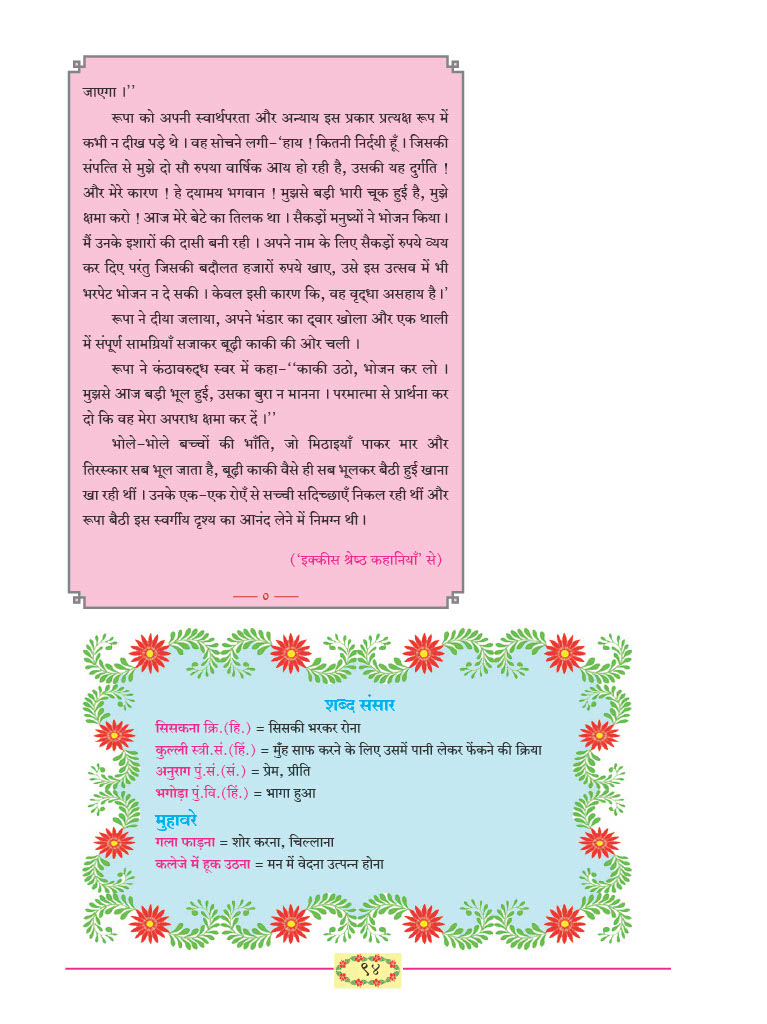 जाएगा ।’’
रूपा को अपनी स्वार्थपरता और अन्याय इस प्रकार प्रत्यक्ष रूप में
कभी न दीख पड़े थे । वह सोचने लगी-‘हाय ! कितनी निर्दयी हूँ । जिसकी
संपत्ति से मुझे दो सौ रुपया वार्षिक आय हो रही है, उसकी यह दुर्गति !
और मेरे कारण ! हे दयामय भगवान ! मुझसे बड़ी भारी चूक हुई है, मुझे
क्षमा करो ! आज मेरे बेटे का तिलक था । सैकड़ों मनुष्यों ने भोजन किया ।
मैं उनके इशारों की दासी बनी रही । अपने नाम के लिए सैकड़ों रुपये व्यय
कर दिए परंतु जिसकी बदौलत हजारों रुपये खाए, उसे इस उत्सव में भी
भरपेट भोजन न दे सकी । केवल इसी कारण कि, वह वृद्धा असहाय है ।’
रूपा ने दीया जलाया, अपने भंडार का द्वार खोला और एक थाली
में संपूर्ण सामग्रियाँ सजाकर बूढ़ी काकी की ओर चली ।
रूपा ने कंठावरुद्ध स्वर में कहा-‘‘काकी उठो, भोजन कर लो ।
मुझसे आज बड़ी भूल हुई, उसका बुरा न मानना । परमात्मा से प्रार्थना कर
दो कि वह मेरा अपराध क्षमा कर दें ।’’
भोले-भोले बच्चों की भाँति, जो मिठाइयाँ पाकर मार और
तिरस्कार सब भूल जाता है, बूढ़ी काकी वैसे ही सब भूलकर बैठी हुई खाना
खा रही थीं । उनके एक-एक रोएँ से सच्ची सदिच्छाएँ निकल रही थीं और
रूपा बैठी इस स्वर्गीय दृश्य का आनंद लेने में निमग्न थी ।
(‘इक्कीस श्रेष्ठ कहानियाँ’ से)
—— ० ——
शब्द संसार
सिसकना क्रि.(हि.) = सिसकी भरकर रोना
कुल्ली स्त्री.सं.(हिं.) = मुँह साफ करने के लिए उसमें पानी लेकर फेंकने की क्रिया
अनुराग पुं.सं.(सं.) = प्रेम, प्रीति
भगोड़ा पुं.वि.(हिं.) = भागा हुआ
मुहावरे
गला फाड़ना = शोर करना, चिल्लाना
कलेजे में हूक उठना = मन में वेदना उत्पन्न होना
९४